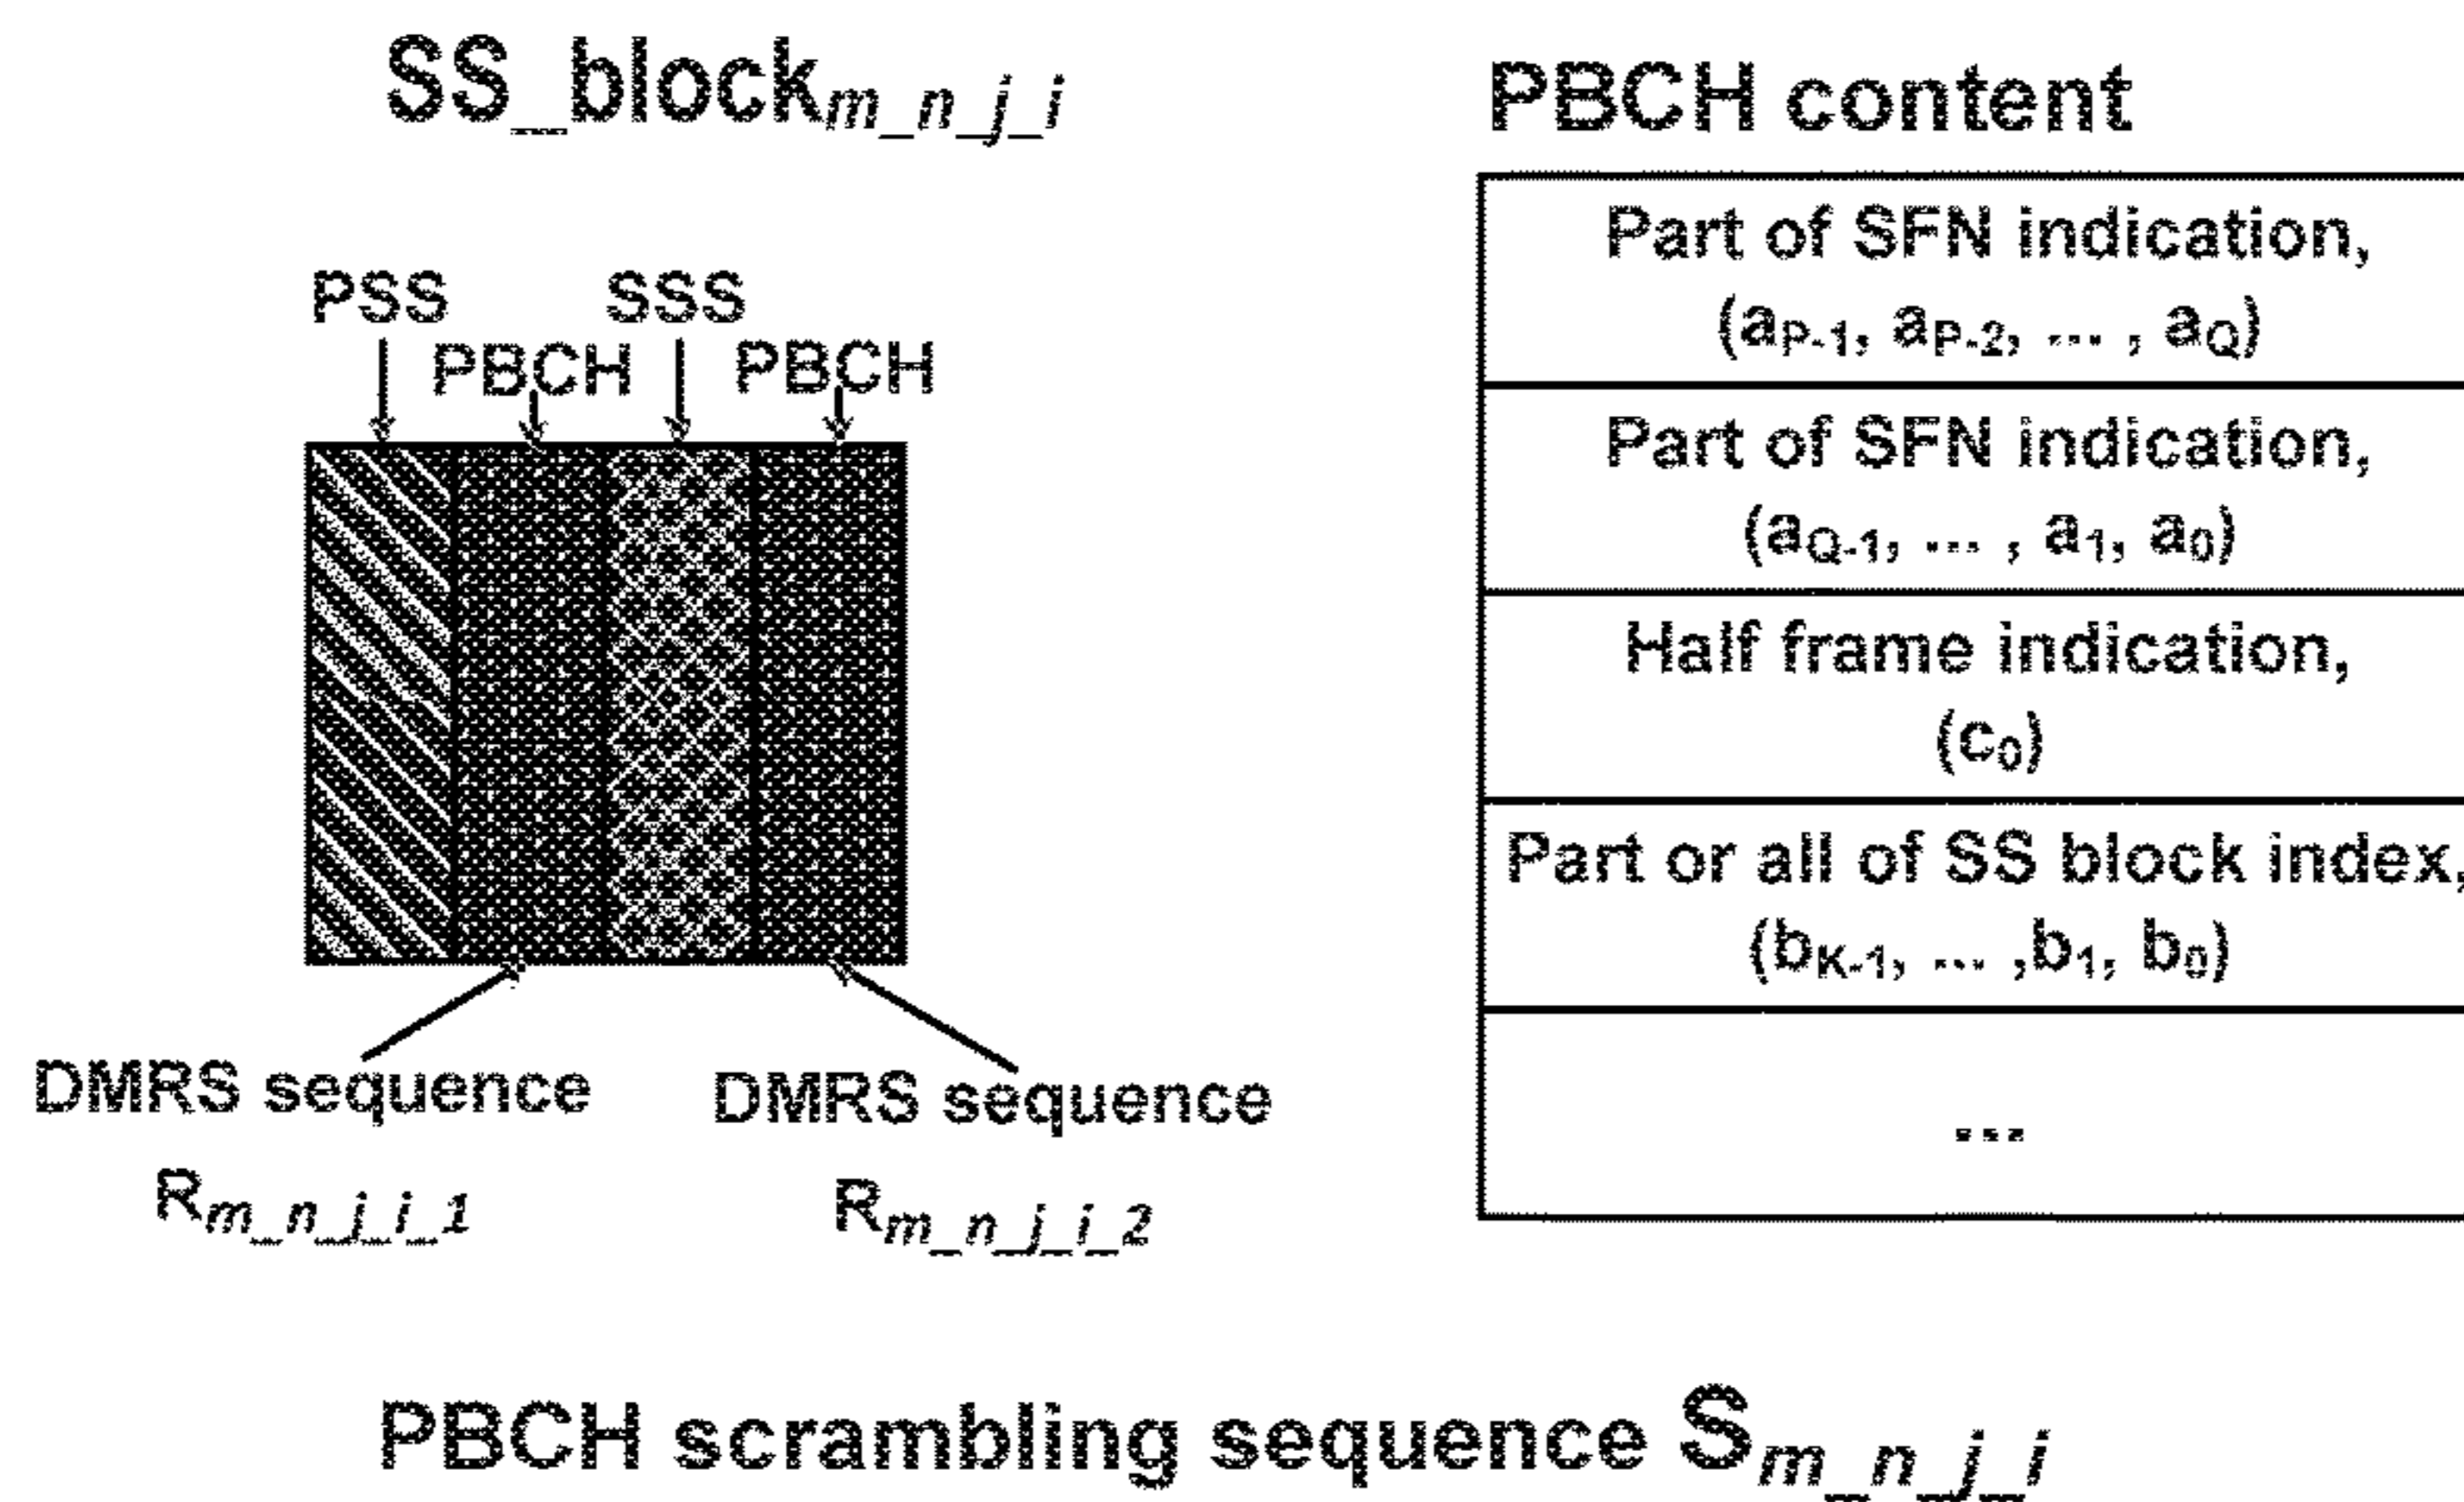 SS_block_m_n_j_i
PSS SSS
PBCH PBCH
DMRS sequence
R_m_n_j_i_1
DMRS sequence
R_m_n_j_i_2
PBCH content
Part of SFN indication,
(a_P-1, a_P-2, ... , a_Q)
Part of SFN indication,
(a_Q-1, ... , a_1, a_0)
Half frame indication,
(c_0)
Part or all of SS block index,
(b_K-1, ... ,b_1, b_0)
...
PBCH scrambling sequence S_m_n_j_i